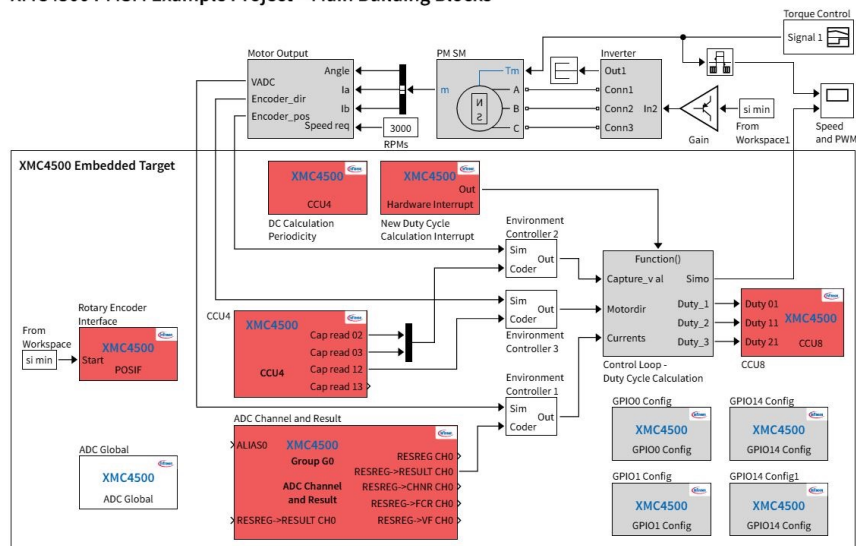 XMC4500 PMSM Example Project - Main Building Blocks
Torque Control
Signal 1
Motor Output
VADC
Encoder_dir
Encoder_pos
Angle
Ia
Ib
Speed req
3000
RPMs
PM SM
Tm
m
A
B
C
Inverter
Out1
Conn1
Conn2
Conn3
In2
Gain
si min
From
Workspace1
Speed
and PWM
XMC4500 Embedded Target
XMC4500
CCU4
DC Calculation
Periodicity
XMC4500
Out
Hardware Interrupt
New Duty Cycle
Calculation Interrupt
Environment
Controller 2
Sim
Coder
Out
Function()
Capture_v al
Motordir
Currents
Simo
Duty_1
Duty_2
Duty_3
Control Loop -
Duty Cycle Calculation
Duty 01
Duty 11
Duty 21
XMC4500
CCU8
CCU8
Sim
Coder
Out
Environment
Controller 3
Rotary Encoder
Interface
From
Workspace
si min
Start
XMC4500
POSIF
CCU4
XMC4500
CCU4
Cap read 02
Cap read 03
Cap read 12
Cap read 13
Environment
Controller 1
Sim
Coder
Out
ADC Channel and Result
ALIAS0
XMC4500
Group G0
ADC Channel
and Result
RESREG CH0
RESREG->RESULT CH0
RESREG->CHNR CH0
RESREG->FCR CH0
RESREG->VF CH0
RESREG->RESULT CH0
ADC Global
XMC4500
ADC Global
GPIO0 Config
XMC4500
GPIO0 Config
GPIO14 Config
XMC4500
GPIO14 Config
GPIO1 Config
XMC4500
GPIO1 Config
GPIO14 Config1
XMC4500
GPIO14 Config